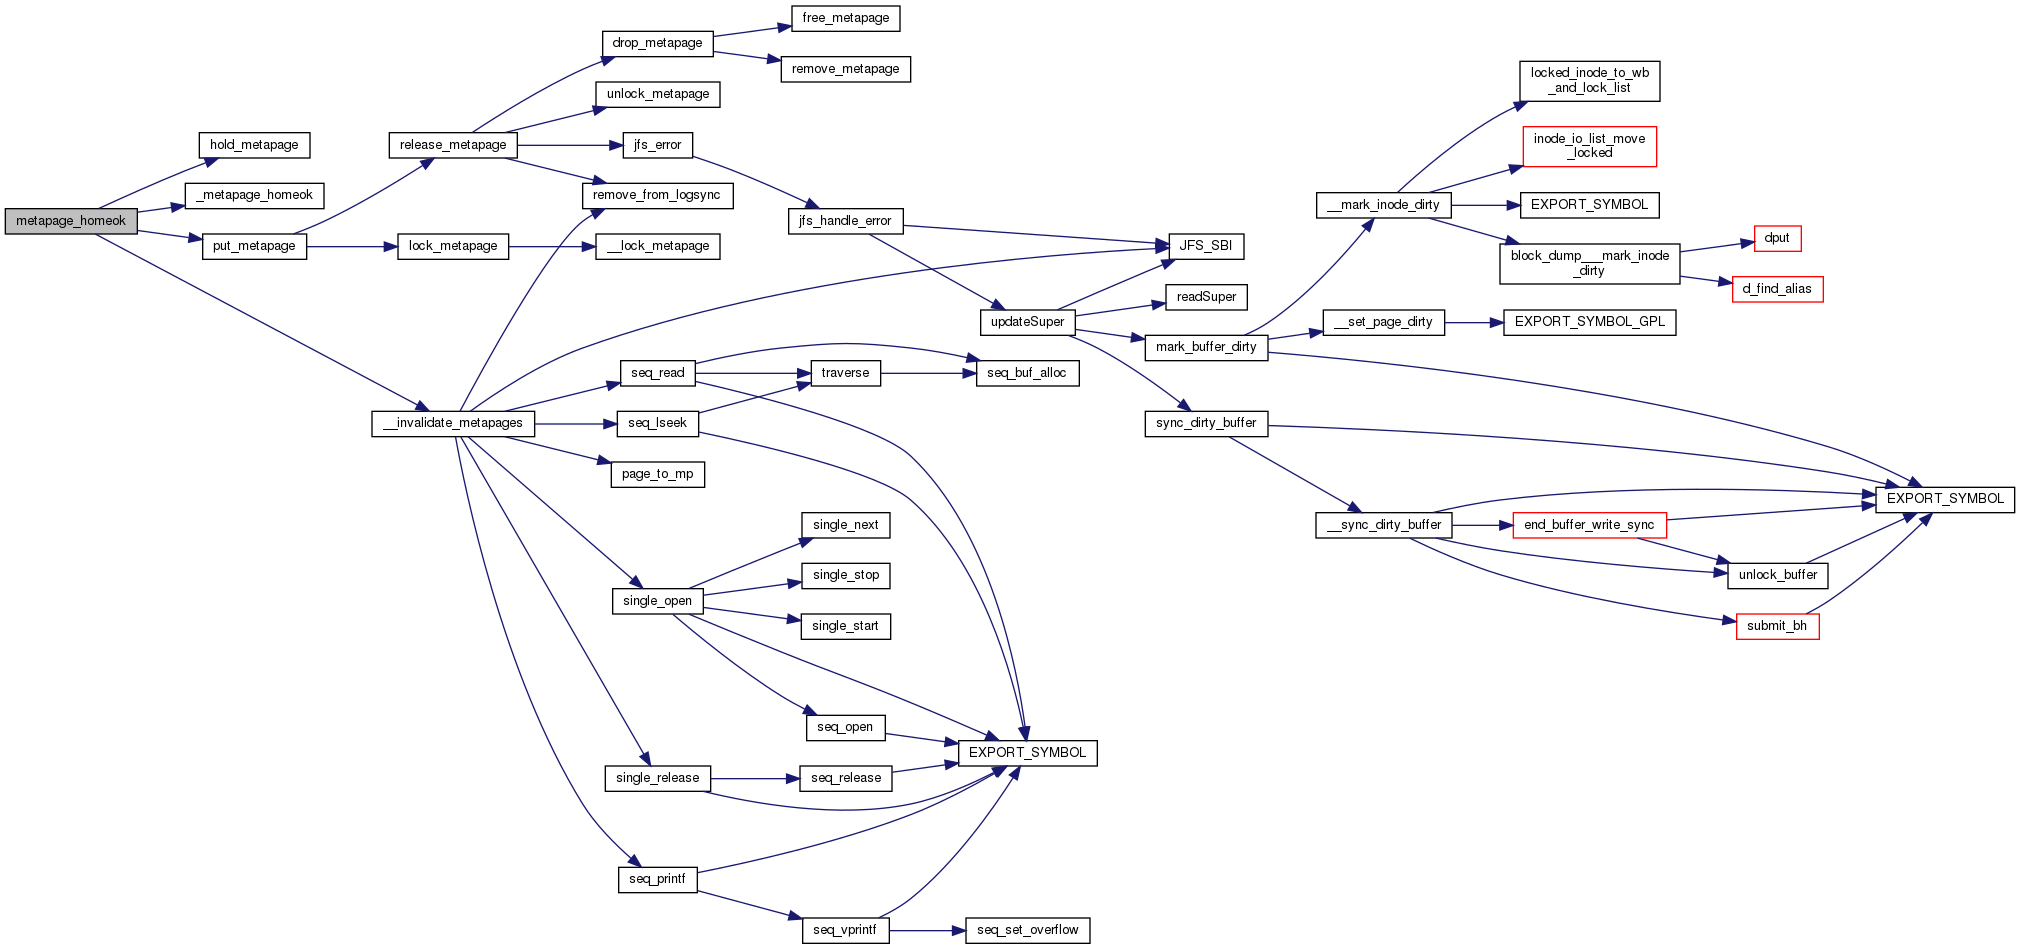 free_metapage
drop_metapage
remove_metapage
locked_inode_to_wb
_and_lock_list
unlock_metapage
hold_metapage
release_metapage
jfs_error
inode_io_list_move
_locked
_metapage_homeok
remove_from_logsync
__mark_inode_dirty
EXPORT_SYMBOL
metapage_homeok
jfs_handle_error
put_metapage
lock_metapage
__lock_metapage
JFS_SBI
dput
block_dump___mark_inode
_dirty
d_find_alias
readSuper
updateSuper
__set_page_dirty
EXPORT_SYMBOL_GPL
mark_buffer_dirty
seq_read
traverse
seq_buf_alloc
__invalidate_metapages
seq_lseek
sync_dirty_buffer
page_to_mp
EXPORT_SYMBOL
single_next
__sync_dirty_buffer
end_buffer_write_sync
single_stop
unlock_buffer
single_open
single_start
submit_bh
seq_open
EXPORT_SYMBOL
single_release
seq_release
seq_printf
seq_vprintf
seq_set_overflow